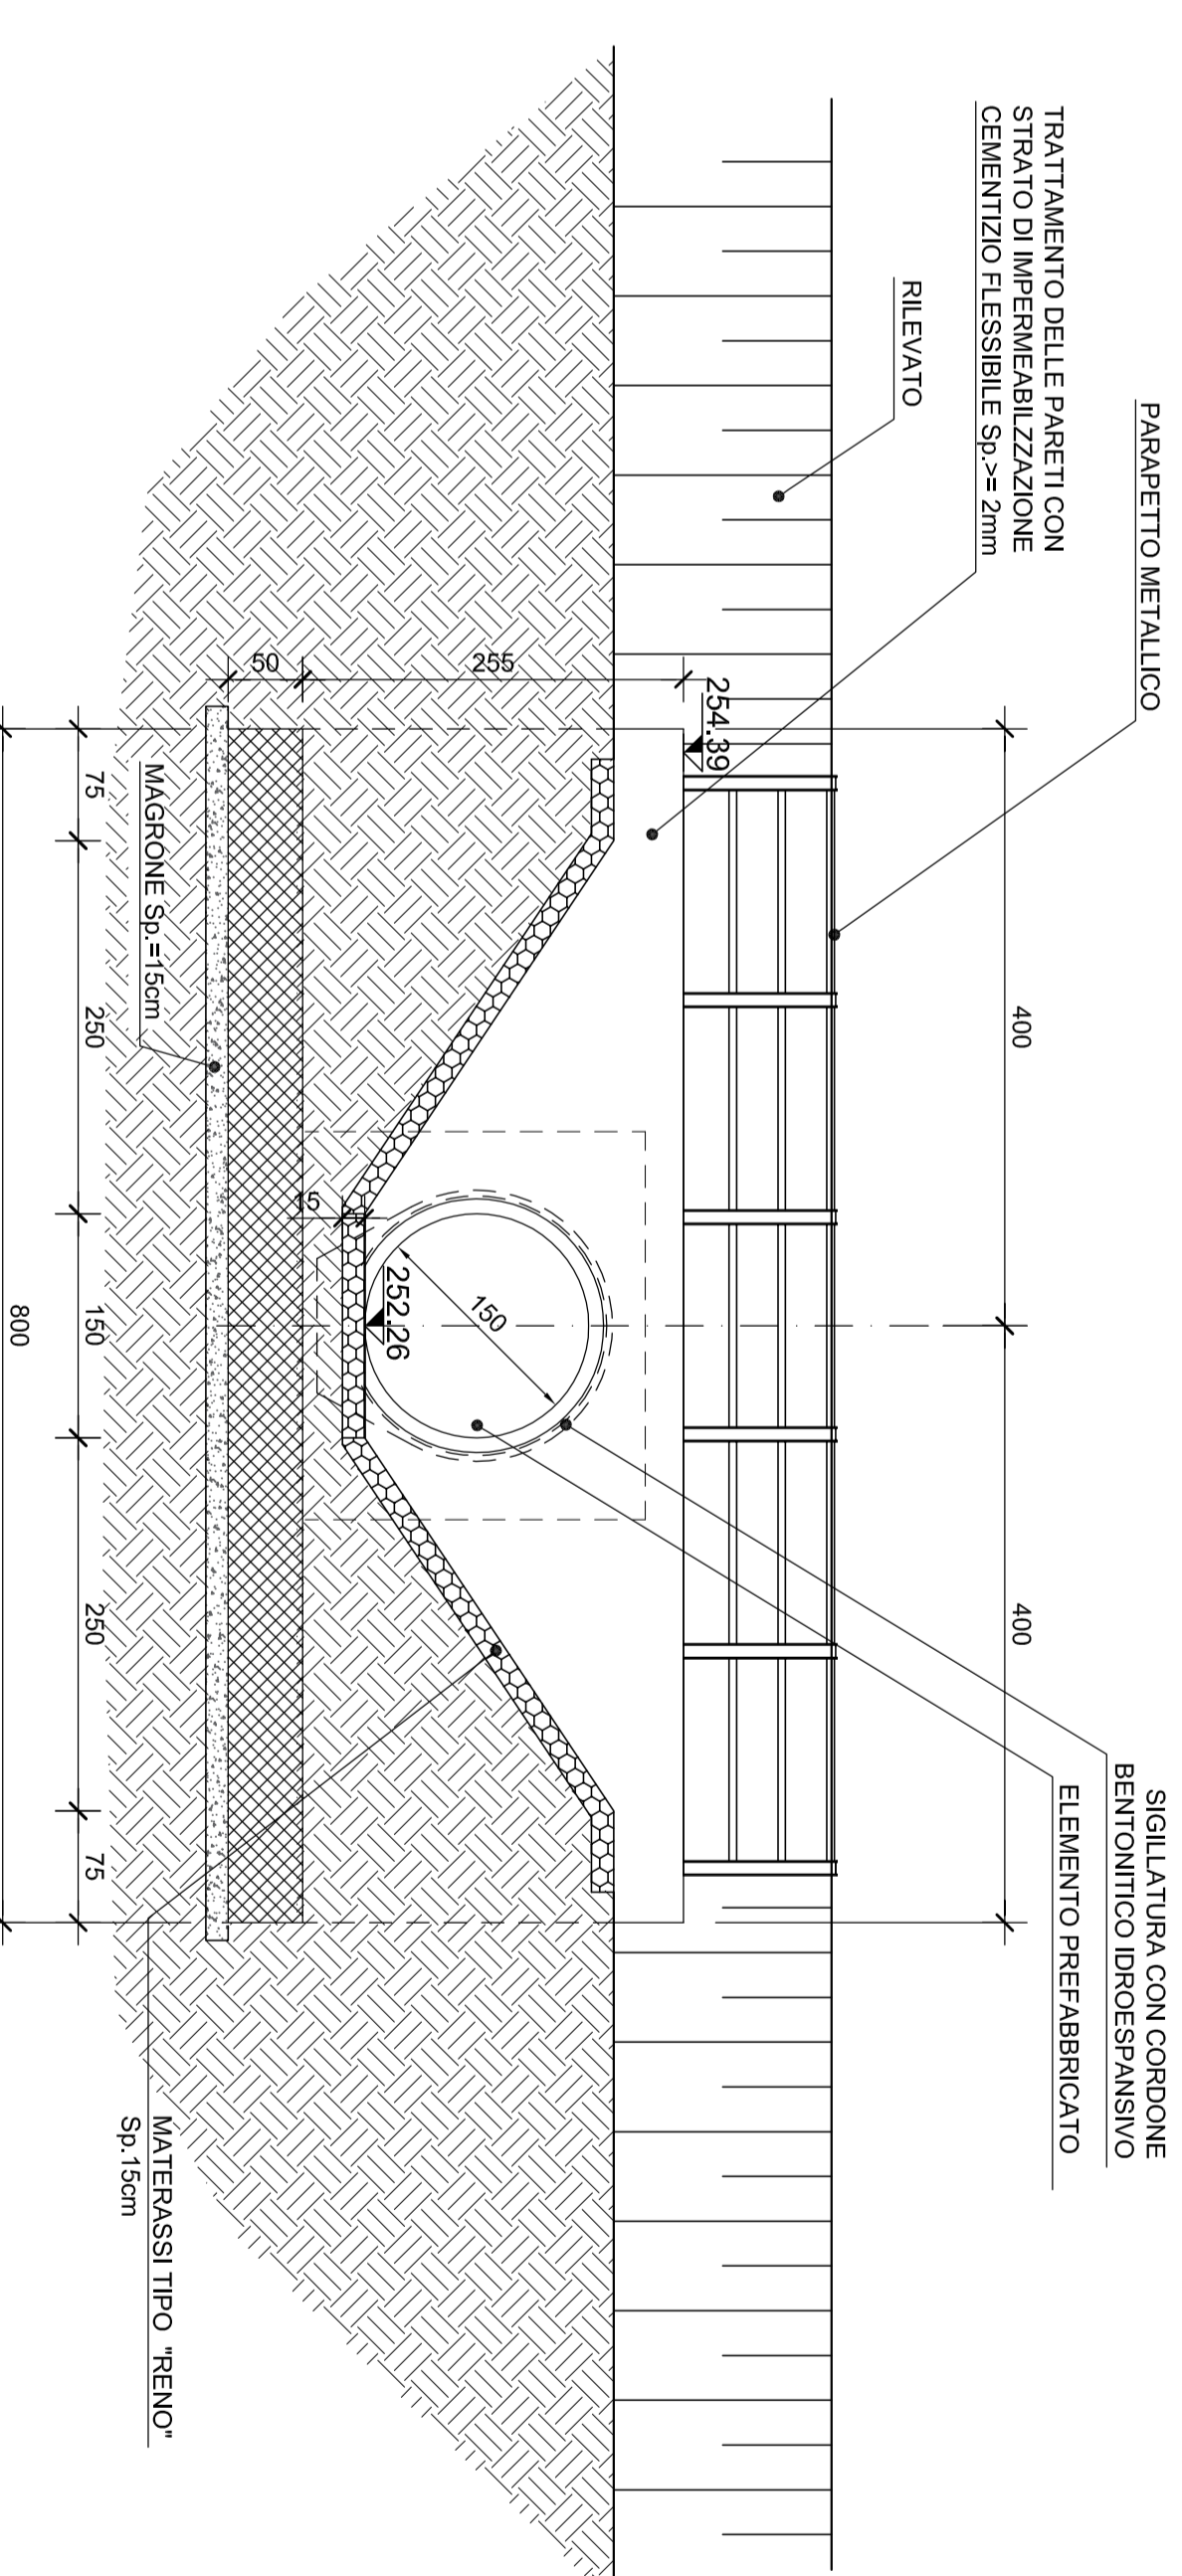 PARAPETTO METALLICO
TRATTAMENTO DELLE PARETI CON
STRATO DI IMPERMEABILZZAZIONE
CEMENTIZIO FLESSIBILE Sp.>= 2mm
RILEVATO
SIGILLATURA CON CORDONE
BENTONITICO IDROESPANSIVO
ELEMENTO PREFABBRICATO
400
400
254.39
255
50
150
252.26
15
MAGRONE Sp.=15cm
MATERASSI TIPO "RENO"
Sp.15cm
75
250
150
250
75
800